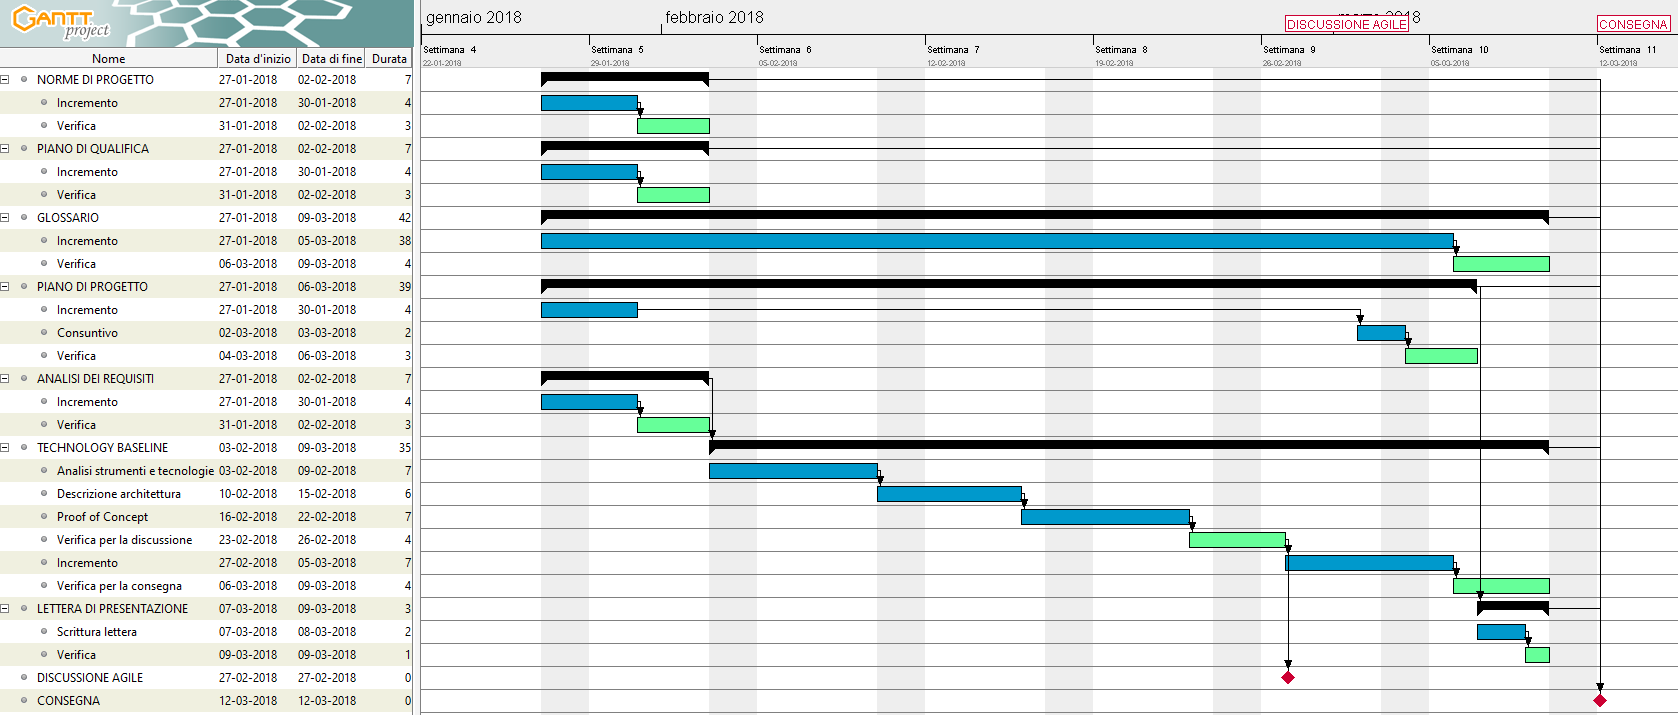 GANTT project
gennaio 2018 febbraio 2018 2018
DISCUSSIONE AGILE CONSEGNA
Settimana 4 Settimana 5 Settimana 6 Settimana 7 Settimana 8 Settimana 9 Settimana 10 Settimana 11
22-01-2018 29-01-2018 05-02-2018 12-02-2018 19-02-2018 26-02-2018 05-03-2018 12-03-2018
Nome Data d'inizio Data di fine Durata
NORME DI PROGETTO 27-01-2018 02-02-2018 7
Incremento 27-01-2018 30-01-2018 4
Verifica 31-01-2018 02-02-2018 3
PIANO DI QUALIFICA 27-01-2018 02-02-2018 7
Incremento 27-01-2018 30-01-2018 4
Verifica 31-01-2018 02-02-2018 3
GLOSSARIO 27-01-2018 09-03-2018 42
Incremento 27-01-2018 05-03-2018 38
Verifica 06-03-2018 09-03-2018 4
PIANO DI PROGETTO 27-01-2018 06-03-2018 39
Incremento 27-01-2018 30-01-2018 4
Consuntivo 02-03-2018 03-03-2018 2
Verifica 04-03-2018 06-03-2018 3
ANALISI DEI REQUISITI 27-01-2018 02-02-2018 7
Incremento 27-01-2018 30-01-2018 4
Verifica 31-01-2018 02-02-2018 3
TECHNOLOGY BASELINE 03-02-2018 09-03-2018 35
Analisi strumenti e tecnologie 03-02-2018 09-02-2018 7
Descrizione architettura 10-02-2018 15-02-2018 6
Proof of Concept 16-02-2018 22-02-2018 7
Verifica per la discussione 23-02-2018 26-02-2018 4
Incremento 27-02-2018 05-03-2018 7
Verifica per la consegna 06-03-2018 09-03-2018 4
LETTERA DI PRESENTAZIONE 07-03-2018 09-03-2018 3
Scrittura lettera 07-03-2018 08-03-2018 2
Verifica 09-03-2018 09-03-2018 1
DISCUSSIONE AGILE 27-02-2018 27-02-2018 0
CONSEGNA 12-03-2018 12-03-2018 0